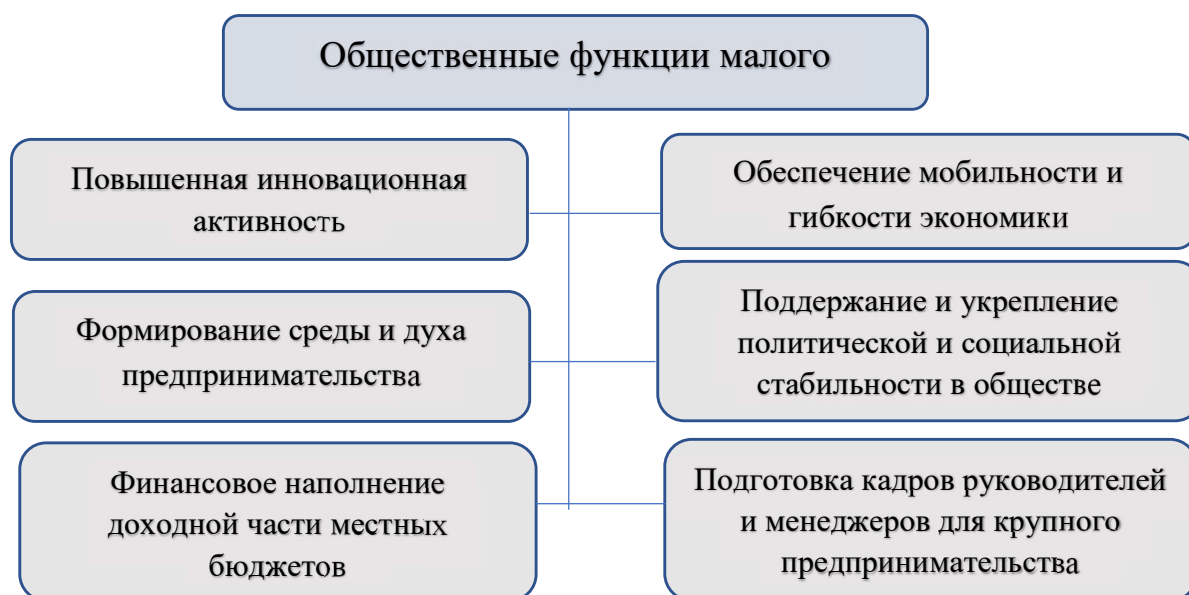 Общественные функции малого
Повышенная инновационная
активность
Обеспечение мобильности и
гибкости экономики
Формирование среды и духа
предпринимательства
Поддержание и укрепление
политической и социальной
стабильности в обществе
Финансовое наполнение
доходной части местных
бюджетов
Подготовка кадров руководителей
и менеджеров для крупного
предпринимательства